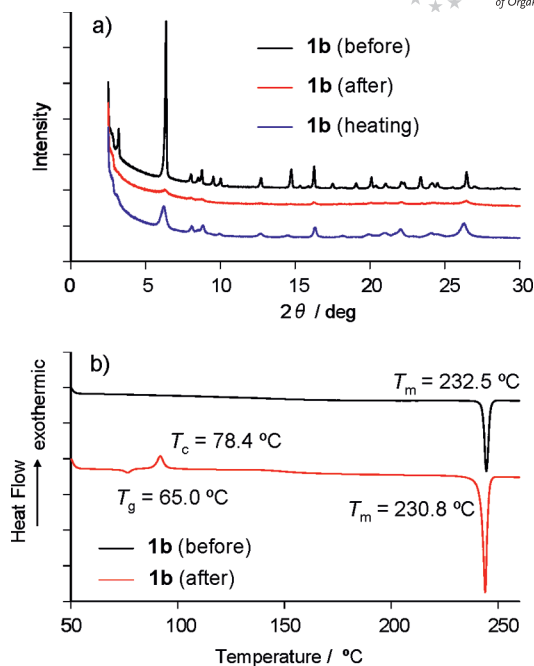 of Organ
a)
1b (before)
1b (after)
1b (heating)
Intensity
0 5 10 15 20 25 30
2θ / deg
b)
Tm = 232.5 ºC
Tc = 78.4 ºC
Tg = 65.0 ºC
Tm = 230.8 ºC
Heat Flow
exothermic
1b (before)
1b (after)
50 100 150 200 250
Temperature / ºC